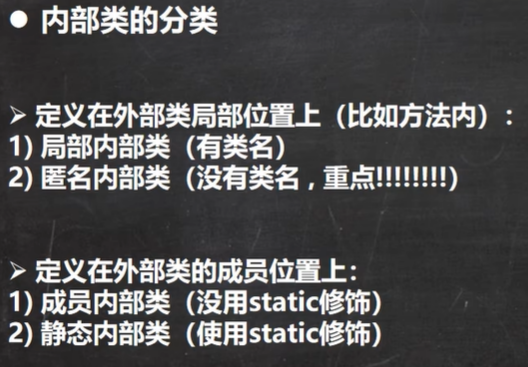 ● 内部类的分类
➢ 定义在外部类局部位置上（比如方法内）：
1) 局部内部类（有类名）
2) 匿名内部类（没有类名，重点!!!!!!!!）
➢ 定义在外部类的成员位置上：
1) 成员内部类（没用static修饰）
2) 静态内部类（使用static修饰）